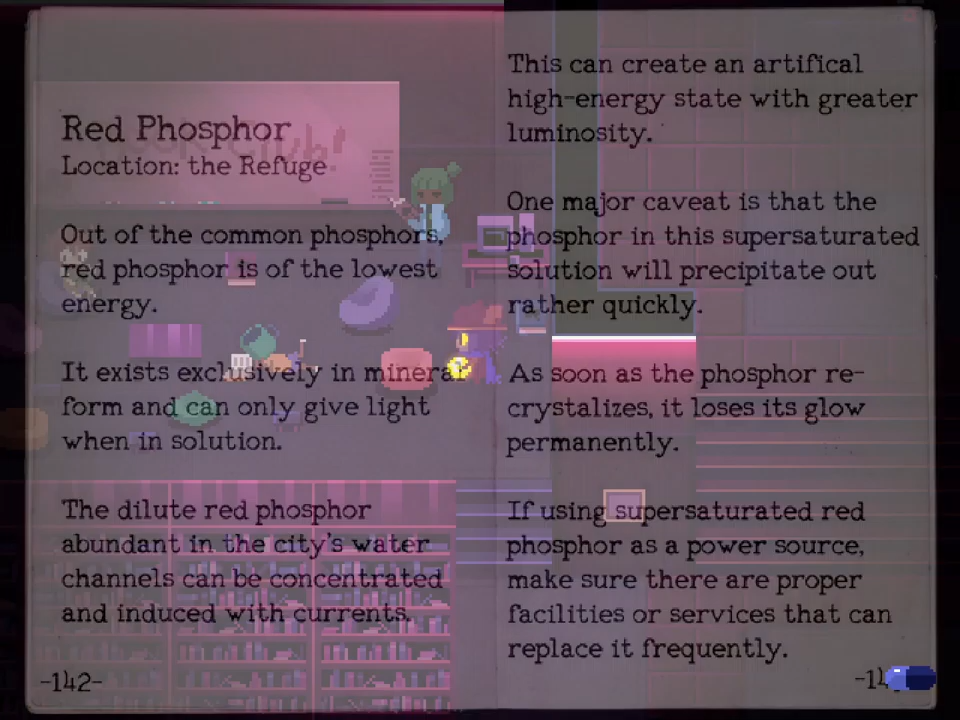 Red Phosphor
Location: the Refuge
Out of the common phosphors,
red phosphor is of the lowest
energy.
It exists exclusively in mineral
form and can only give light
when in solution.
The dilute red phosphor
abundant in the city's water
channels can be concentrated
and induced with currents.
-142-
This can create an artifical
high-energy state with greater
luminosity.
One major caveat is that the
phosphor in this supersaturated
solution will precipitate out
rather quickly.
As soon as the phosphor re-
crystalizes, it loses its glow
permanently.
If using supersaturated red
phosphor as a power source,
make sure there are proper
facilities or services that can
replace it frequently.